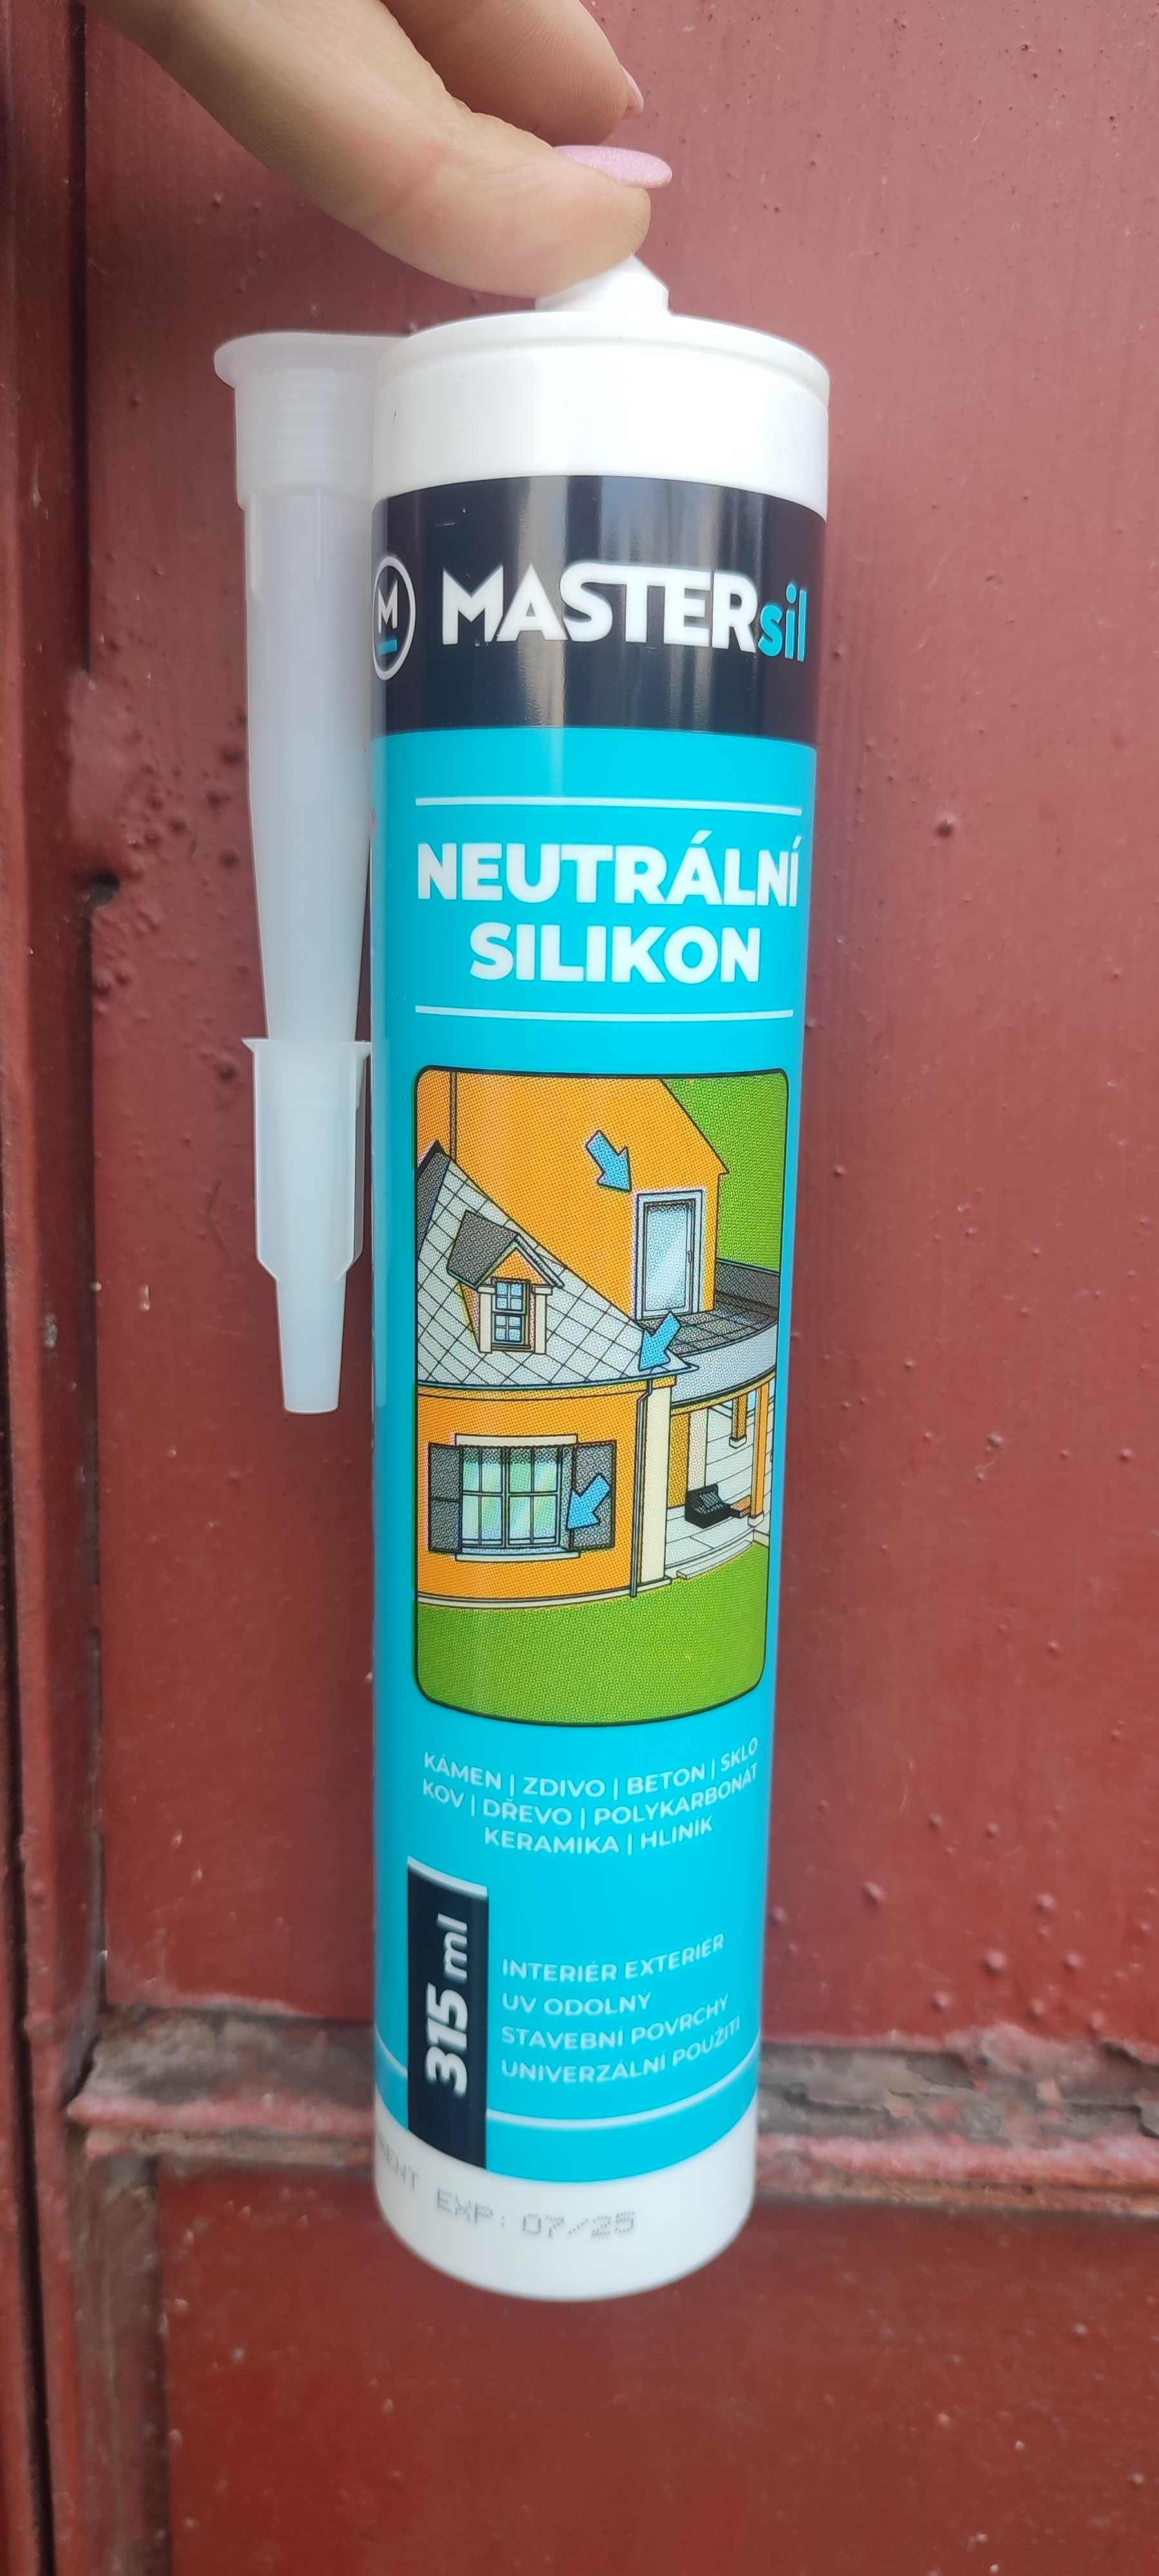 M MASTERsil
NEUTRÁLNÍ
SILIKON
KÁMEN | ZDIVO | BETON | SKLO
KOV | DŘEVO | POLYKARBONÁT
KERAMIKA | HLINÍK
315 ml
INTERIÉR EXTERIÉR
UV ODOLNÝ
STAVEBNÍ POVRCHY
UNIVERZÁLNÍ POUŽITÍ
EXP: 07/25